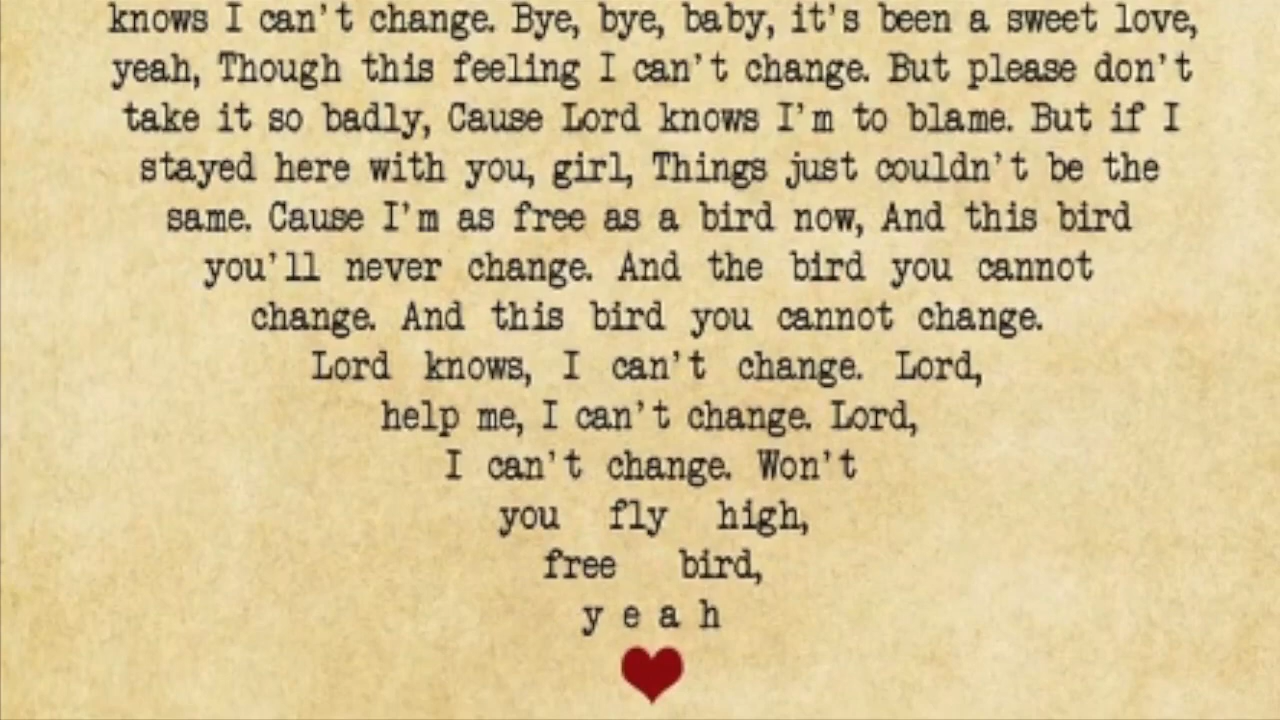 knows I can't change. Bye, bye, baby, it's been a sweet love,
yeah, Though this feeling I can't change. But please don't
take it so badly, Cause Lord knows I'm to blame. But if I
stayed here with you, girl, Things just couldn't be the
same. Cause I'm as free as a bird now, And this bird
you'll never change. And the bird you cannot
change. And this bird you cannot change.
Lord knows, I can't change. Lord,
help me, I can't change. Lord,
I can't change. Won't
you fly high,
free bird,
yeah